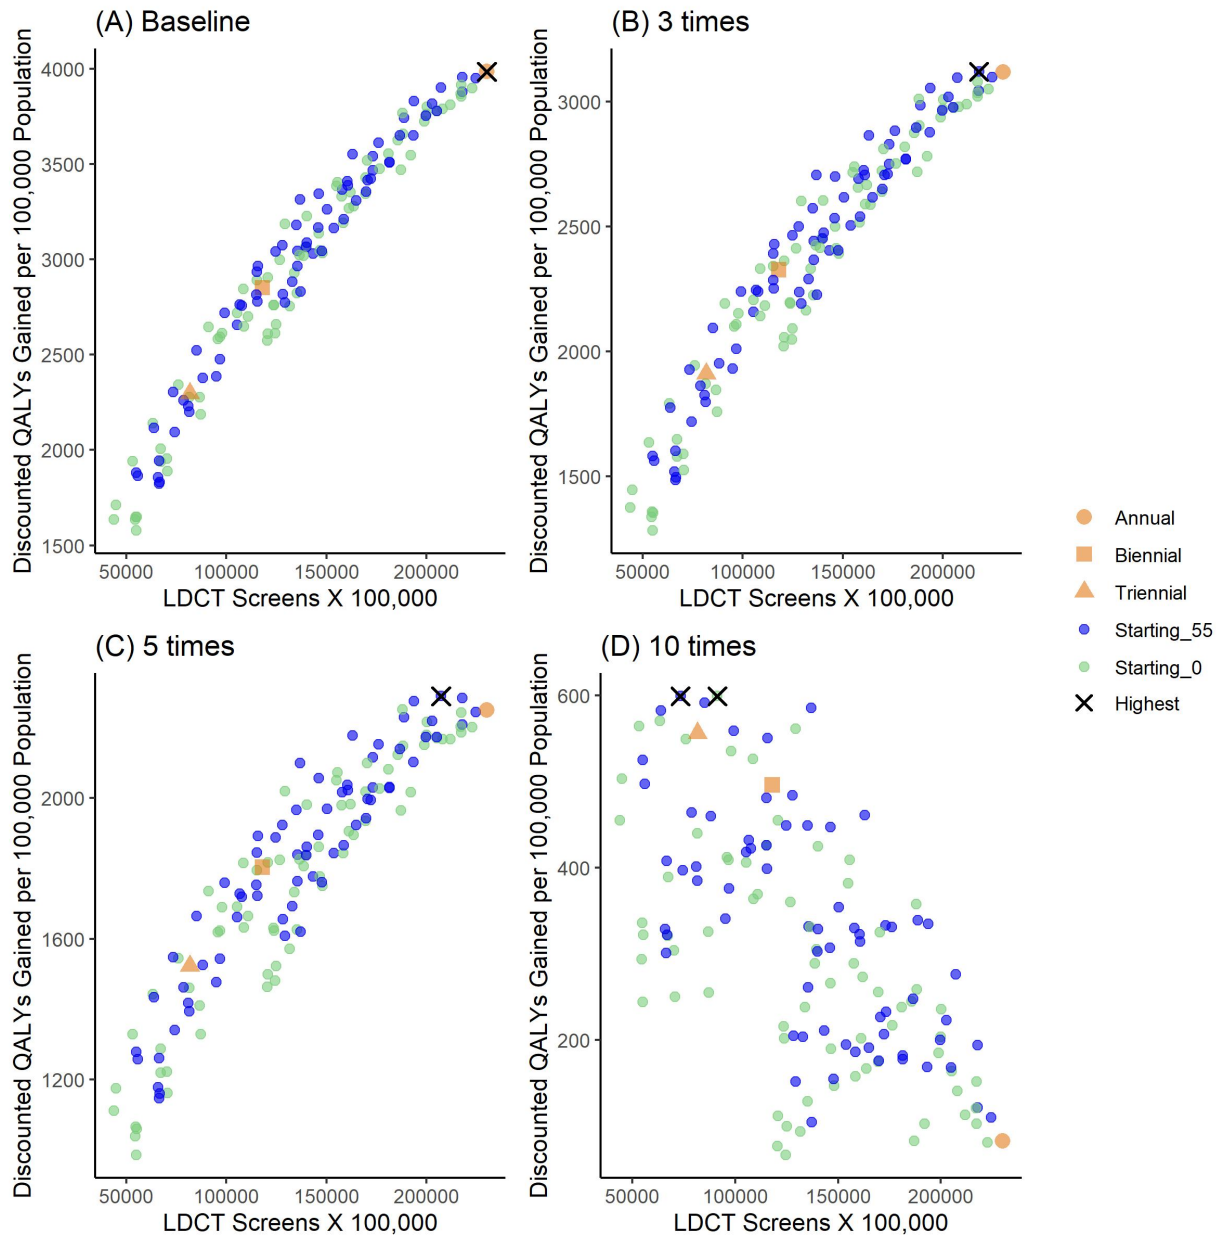 (A) Baseline
Discounted QALYs Gained per 100,000 Population
4000
3500
3000
2500
2000
1500
50000 100000 150000 200000
LDCT Screens X 100,000
(B) 3 times
Discounted QALYs Gained per 100,000 Population
3000
2500
2000
1500
50000 100000 150000 200000
LDCT Screens X 100,000
(C) 5 times
Discounted QALYs Gained per 100,000 Population
2000
1600
1200
50000 100000 150000 200000
LDCT Screens X 100,000
(D) 10 times
Discounted QALYs Gained per 100,000 Population
600
400
200
50000 100000 150000 200000
LDCT Screens X 100,000
Annual
Biennial
Triennial
Starting_55
Starting_0
Highest